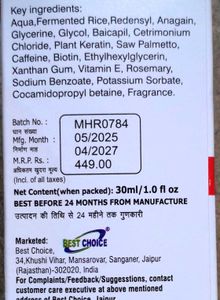 Key ingredients:
Aqua,Fermented Rice,Redensyl, Anagain,
Glycerine, Glycol, Baicapil, Cetrimonium
Chloride, Plant Keratin, Saw Palmetto,
Caffeine, Biotin, Ethylhexylglycerin,
Xanthan Gum, Vitamin E, Rosemary,
Sodium Benzoate, Potassium Sorbate,
Cocamidopropyl betaine, Fragrance.
Batch No. : MHR0784
घान संख्या
Mfg. Date : 05/2025
निर्माण माह 04/2027
M.R.P. Rs. : 449.00
अधिकतम खुदरा मूल्य
(Incl. of all taxes)
Net Content(when packed): 30ml/1.0 fl oz
BEST BEFORE 24 MONTHS FROM MANUFACTURE
उत्पादन की तिथि से 24 महीने तक गुणकारी
Marketed:
BEST CHOICE
Best Choice,
34,Khushi Vihar, Mansarovar, Sanganer, Jaipur
(Rajasthan)-302020, India
For Complaints/Feedback/Suggestions, contact
customer care executive at above mentioned
address of Best Choice, Jaipur